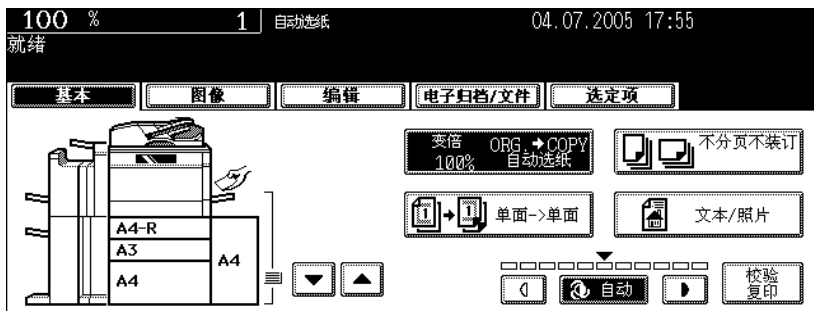 100 % 1 自动选纸 04.07.2005 17:55
就绪
基本 图像 编辑 电子归档/文件 选定项
变倍 ORG.→COPY
100% 自动选纸
不分页不装订
1→1 单面->单面
文本/照片
A4-R
A3
A4
A4
自动
校验
复印